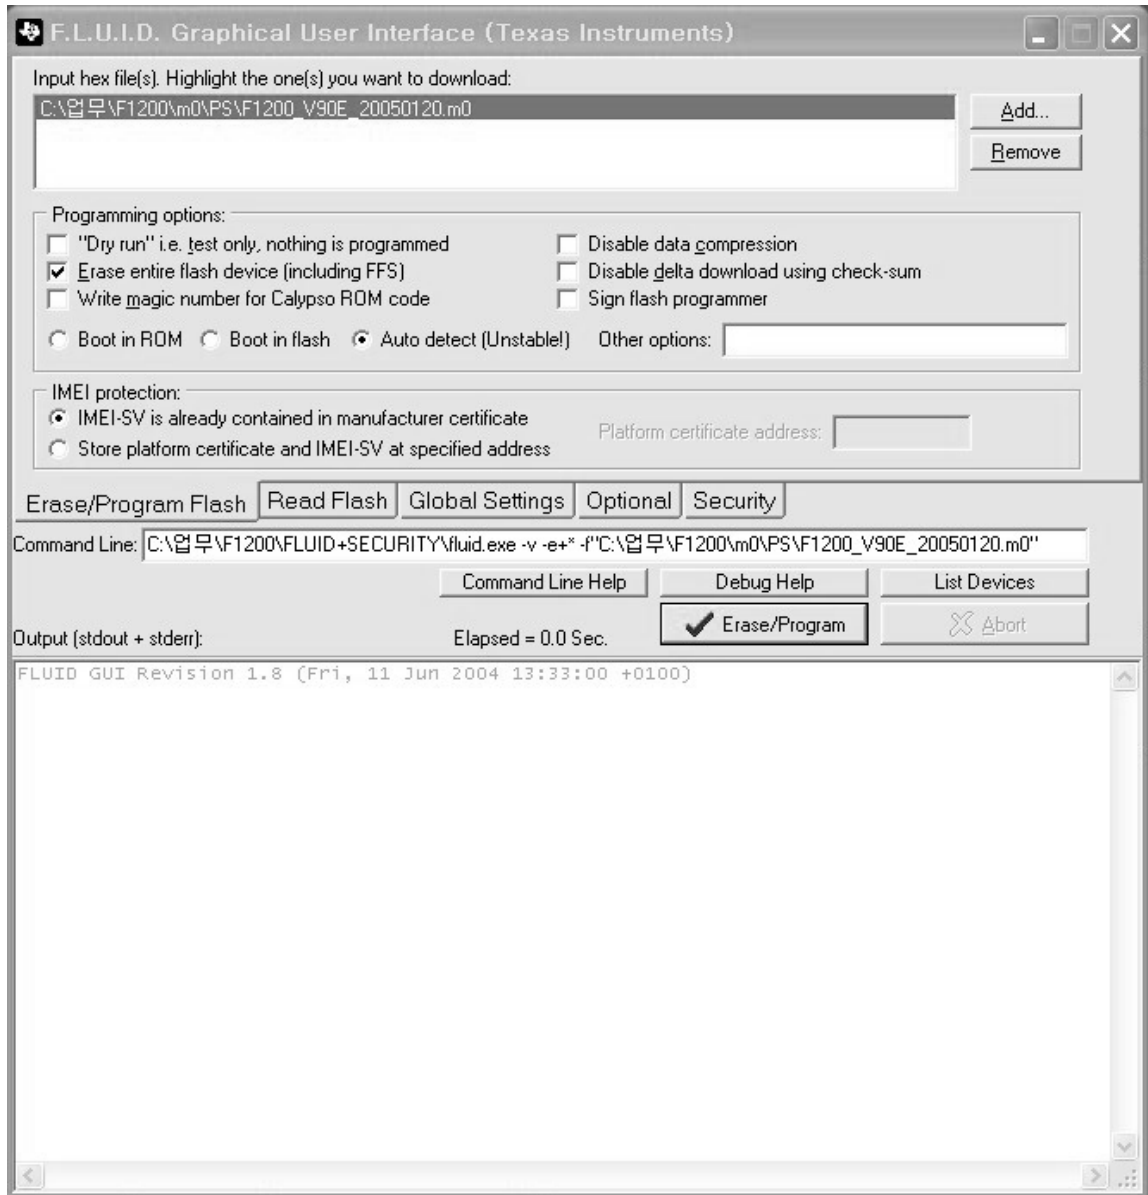 F.L.U.I.D. Graphical User Interface (Texas Instruments)
Input hex file(s). Highlight the one(s) you want to download:
C:\업무\F1200\m0\PS\F1200_V90E_20050120.m0
Add...
Remove
Programming options:
"Dry run" i.e. test only, nothing is programmed
Disable data compression
Erase entire flash device (including FFS)
Disable delta download using check-sum
Write magic number for Calypso ROM code
Sign flash programmer
Boot in ROM Boot in flash Auto detect (Unstable!) Other options:
IMEI protection:
IMEI-SV is already contained in manufacturer certificate
Platform certificate address:
Store platform certificate and IMEI-SV at specified address
Erase/Program Flash Read Flash Global Settings Optional Security
Command Line: C:\업무\F1200\FLUID+SECURITY\fluid.exe -v -e+* -f"C:\업무\F1200\m0\PS\F1200_V90E_20050120.m0"
Command Line Help Debug Help List Devices
Erase/Program Abort
Output (stdout + stderr): Elapsed = 0.0 Sec.
FLUID GUI Revision 1.8 (Fri, 11 Jun 2004 13:33:00 +0100)